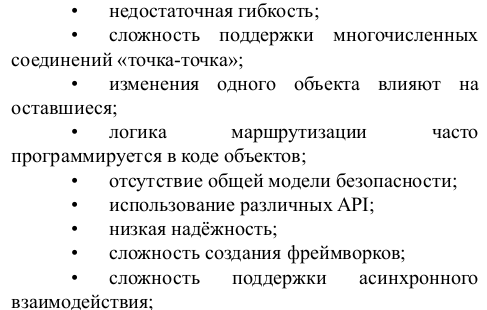 • недостаточная гибкость;
• сложность поддержки многочисленных
соединений «точка-точка»;
• изменения одного объекта влияют на
оставшиеся;
• логика маршрутизации часто
программируется в коде объектов;
• отсутствие общей модели безопасности;
• использование различных API;
• низкая надёжность;
• сложность создания фреймворков;
• сложность поддержки асинхронного
взаимодействия;